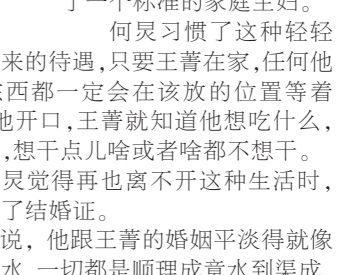 了一个标准的家庭主妇。
何炅习惯了这种轻轻
来的待遇,只要王菁在家,任何他
西都一定会在该放的位置等着
他开口,王菁就知道他想吃什么,
,想干点儿啥或者啥都不想干。
炅觉得再也离不开这种生活时,
了结婚证。
说，他跟王菁的婚姻平淡得就像
水,一切都是顺理成章水到渠成